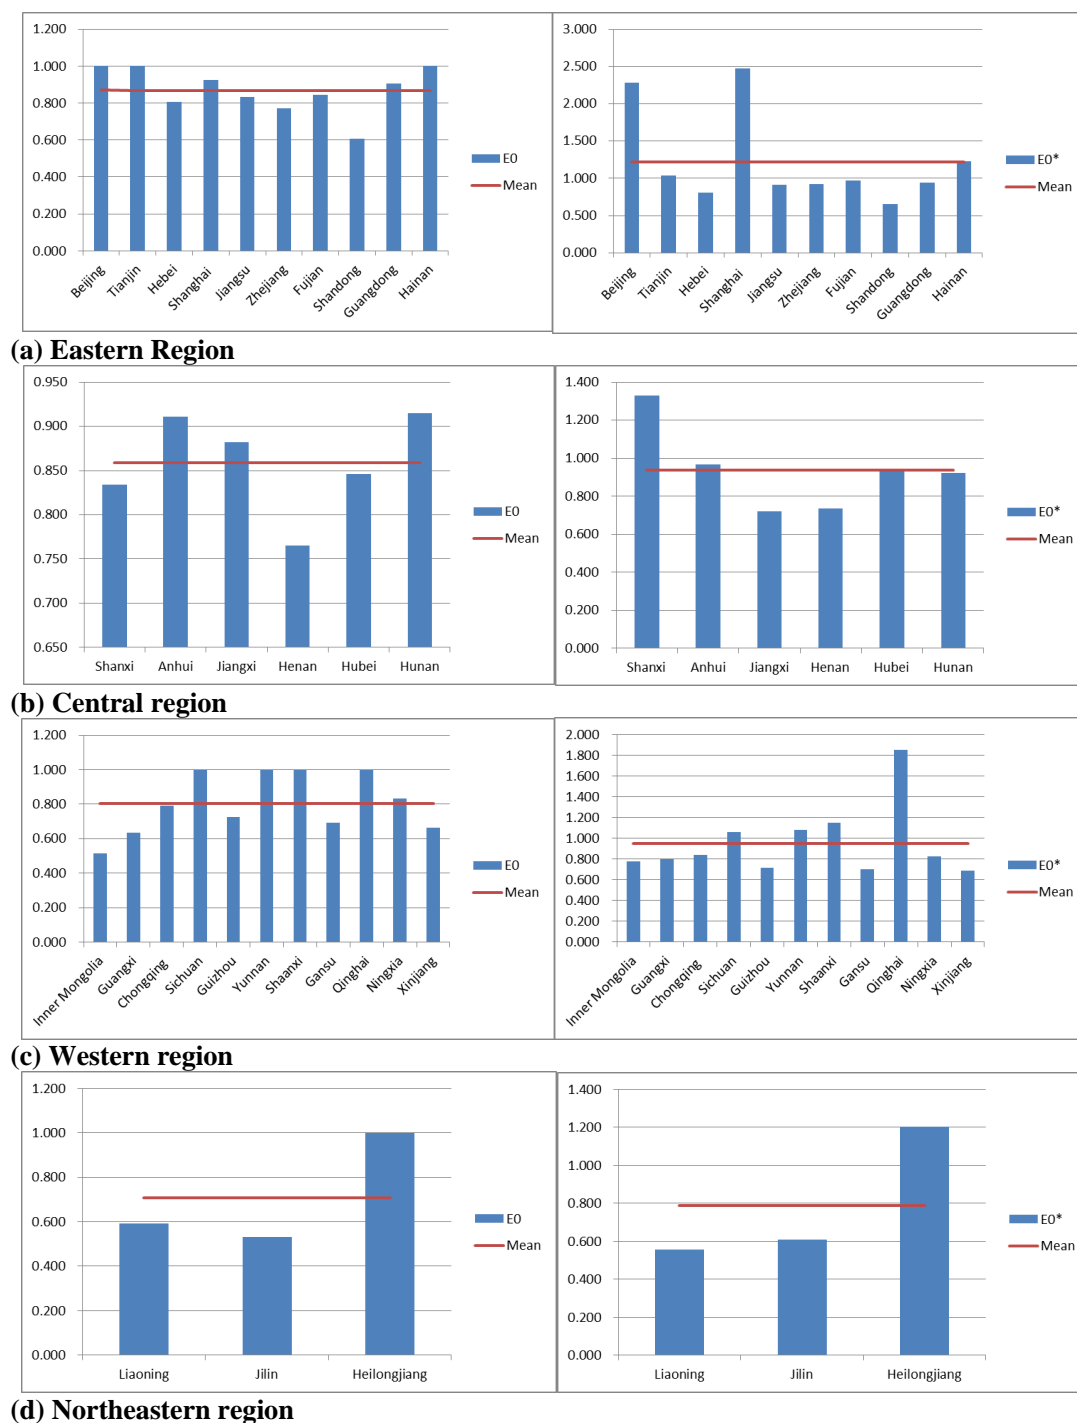 1.200
1.000
0.800
0.600
0.400
0.200
0.000
Beijing
Tianjin
Hebei
Shanghai
Jiangsu
Zhejiang
Fujian
Shandong
Guangdong
Hainan
E0
Mean
3.000
2.500
2.000
1.500
1.000
0.500
0.000
Beijing
Tianjin
Hebei
Shanghai
Jiangsu
Zhejiang
Fujian
Shandong
Guangdong
Hainan
E0*
Mean
(a) Eastern Region
0.950
0.900
0.850
0.800
0.750
0.700
0.650
Shanxi Anhui Jiangxi Henan Hubei Hunan
E0
Mean
1.400
1.200
1.000
0.800
0.600
0.400
0.200
0.000
Shanxi Anhui Jiangxi Henan Hubei Hunan
E0*
Mean
(b) Central region
1.200
1.000
0.800
0.600
0.400
0.200
0.000
Inner Mongolia
Guangxi
Chongqing
Sichuan
Guizhou
Yunnan
Shaanxi
Gansu
Qinghai
Ningxia
Xinjiang
E0
Mean
2.000
1.800
1.600
1.400
1.200
1.000
0.800
0.600
0.400
0.200
0.000
Inner Mongolia
Guangxi
Chongqing
Sichuan
Guizhou
Yunnan
Shaanxi
Gansu
Qinghai
Ningxia
Xinjiang
E0*
Mean
(c) Western region
1.200
1.000
0.800
0.600
0.400
0.200
0.000
Liaoning Jilin Heilongjiang
E0
Mean
1.400
1.200
1.000
0.800
0.600
0.400
0.200
0.000
Liaoning Jilin Heilongjiang
E0*
Mean
(d) Northeastern region